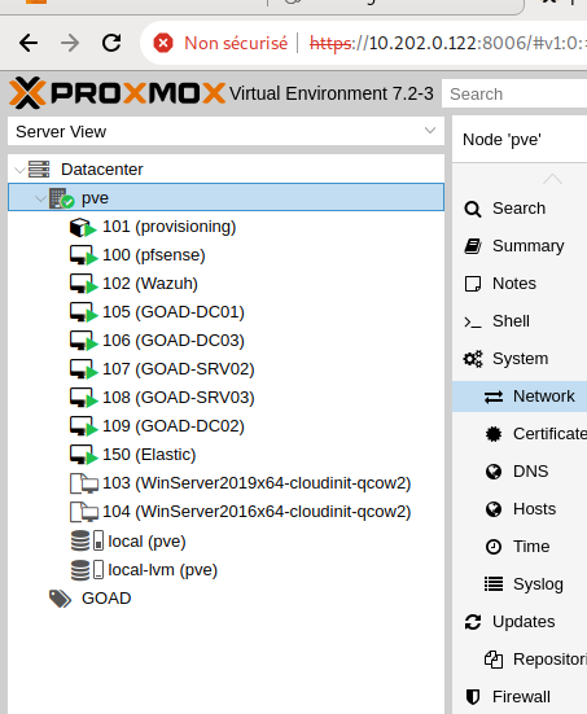 Non sécurisé https://10.202.0.122:8006/#v1:0:
PROXMOX Virtual Environment 7.2-3 Search
Server View
Datacenter
pve
101 (provisioning)
100 (pfsense)
102 (Wazuh)
105 (GOAD-DC01)
106 (GOAD-DC03)
107 (GOAD-SRV02)
108 (GOAD-SRV03)
109 (GOAD-DC02)
150 (Elastic)
103 (WinServer2019x64-cloudinit-qcow2)
104 (WinServer2016x64-cloudinit-qcow2)
local (pve)
local-lvm (pve)
GOAD
Node 'pve'
Search
Summary
Notes
Shell
System
Network
Certificate
DNS
Hosts
Time
Syslog
Updates
Repositori
Firewall